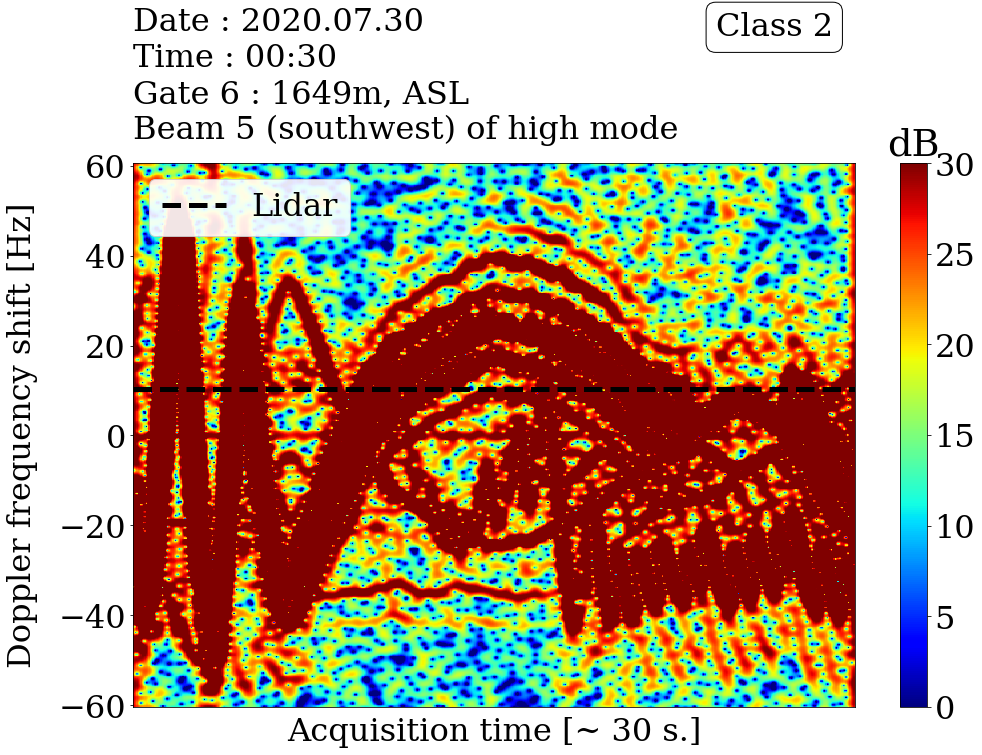 Date : 2020.07.30
Time : 00:30
Gate 6 : 1649m, ASL
Beam 5 (southwest) of high mode
Class 2
dB
Lidar
Doppler frequency shift [Hz]
60
40
20
0
−20
−40
−60
Acquisition time [~ 30 s.]
30
25
20
15
10
5
0